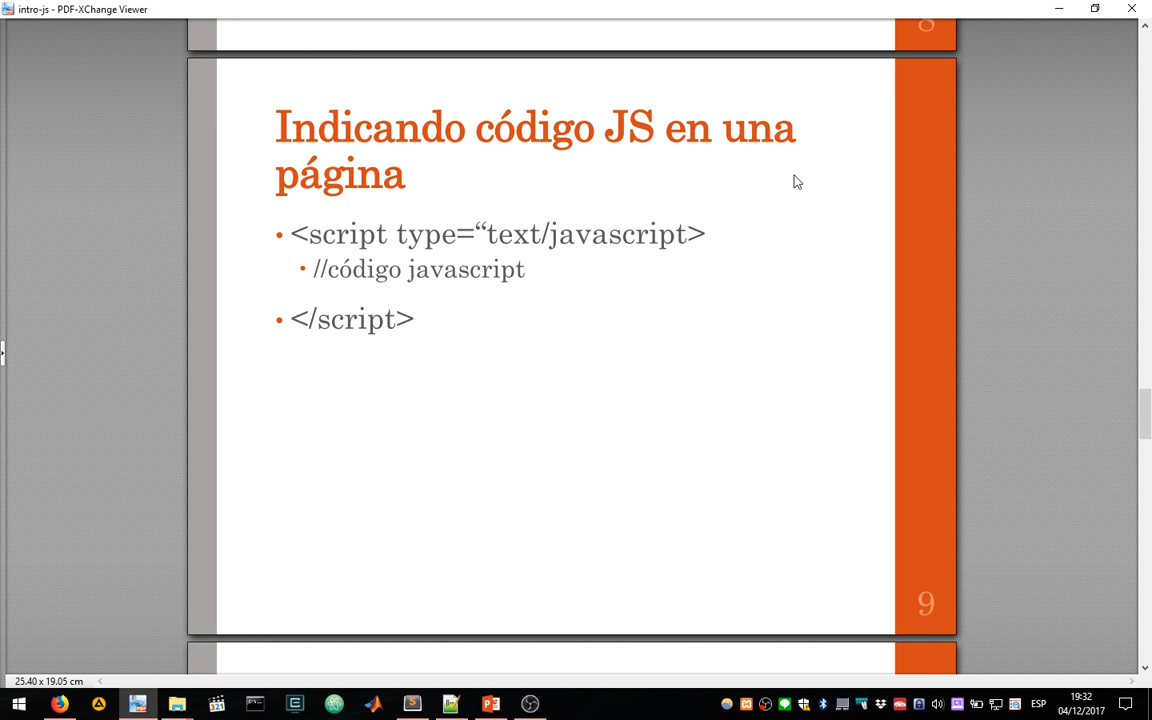 intro-js - PDF-XChange Viewer
8
Indicando código JS en una
página
• <script type=“text/javascript>
• //código javascript
• </script>
9
25.40 x 19.05 cm
ESP
19:32
04/12/2017